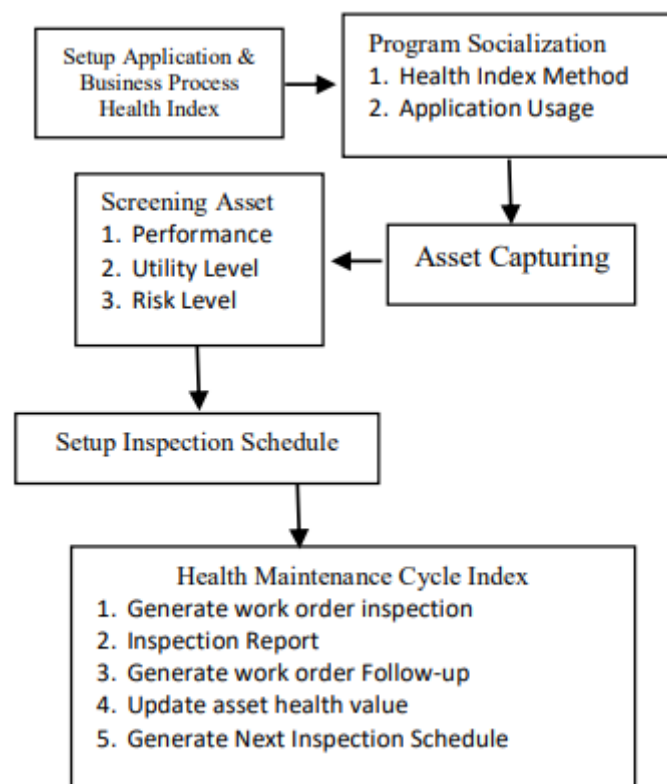 Setup Application &
Business Process
Health Index
Program Socialization
1. Health Index Method
2. Application Usage
Screening Asset
1. Performance
2. Utility Level
3. Risk Level
Asset Capturing
Setup Inspection Schedule
Health Maintenance Cycle Index
1. Generate work order inspection
2. Inspection Report
3. Generate work order Follow-up
4. Update asset health value
5. Generate Next Inspection Schedule